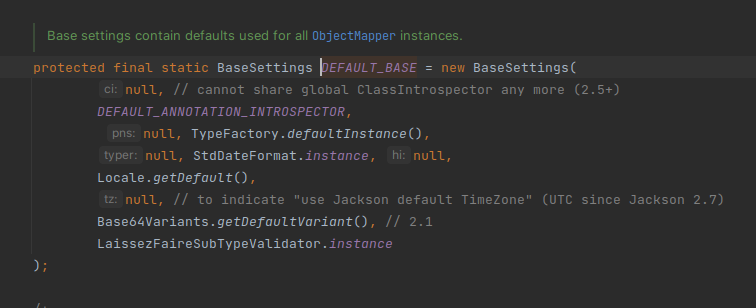 Base settings contain defaults used for all ObjectMapper instances.
protected final static BaseSettings DEFAULT_BASE = new BaseSettings(
ci: null, // cannot share global ClassIntrospector any more (2.5+)
DEFAULT_ANNOTATION_INTROSPECTOR,
pns: null, TypeFactory.defaultInstance(),
typer: null, StdDateFormat.instance, hi: null,
Locale.getDefault(),
tz: null, // to indicate "use Jackson default TimeZone" (UTC since Jackson 2.7)
Base64Variants.getDefaultVariant(), // 2.1
LaissezFaireSubTypeValidator.instance
);